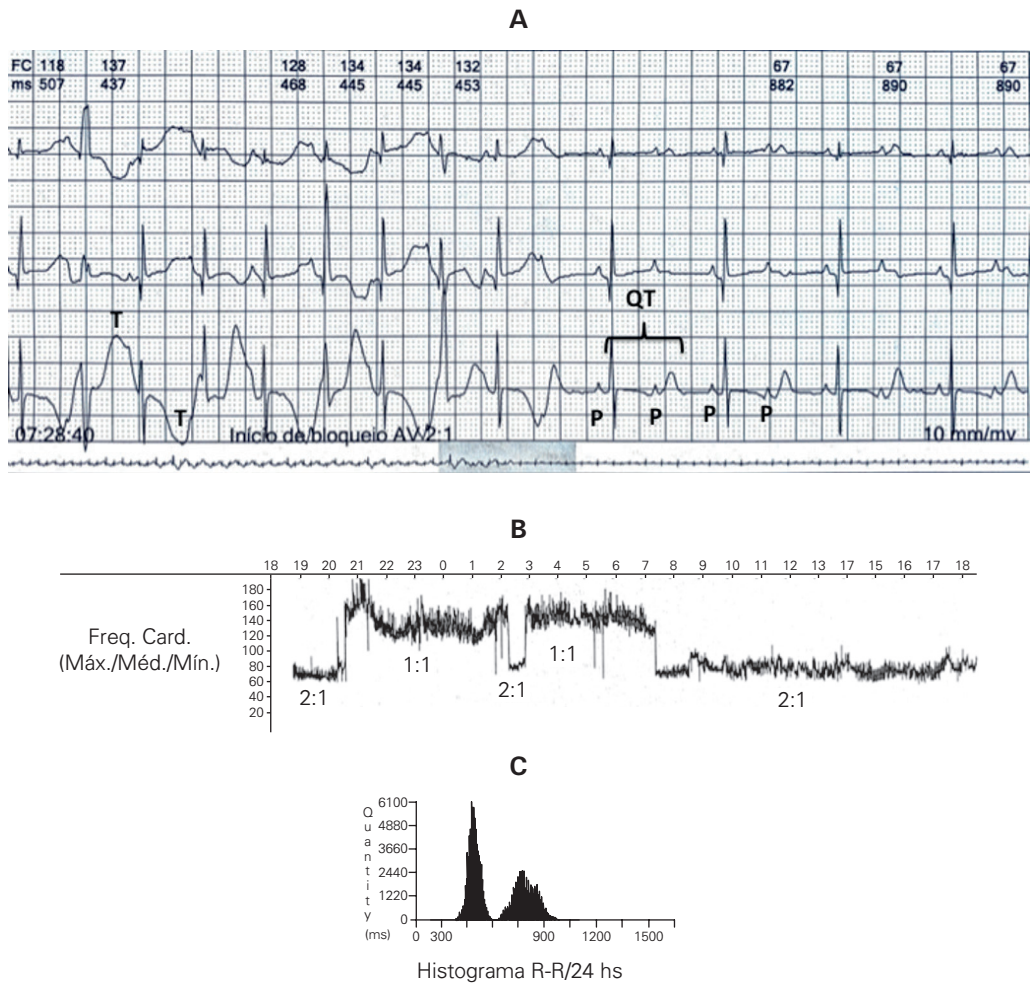 A
FC 118 137 128 134 134 132 67 67 67
ms 507 437 468 445 445 453 882 890 890
QT
T
T
P P P P
07:28:40 Início de bloqueio AV 2:1 10 mm/mv
B
18 19 20 21 22 23 0 1 2 3 4 5 6 7 8 9 10 12 12 13 17 15 16 17 18
180
160
140
120
100
80
60
40
20
Freq. Card.
(Máx./Méd./Mín.)
2:1
1:1
2:1
1:1
2:1
C
Quantity
6100
4880
3660
2440
1220
0
(ms) 0 300 900 1200 1500
Histograma R-R/24 hs